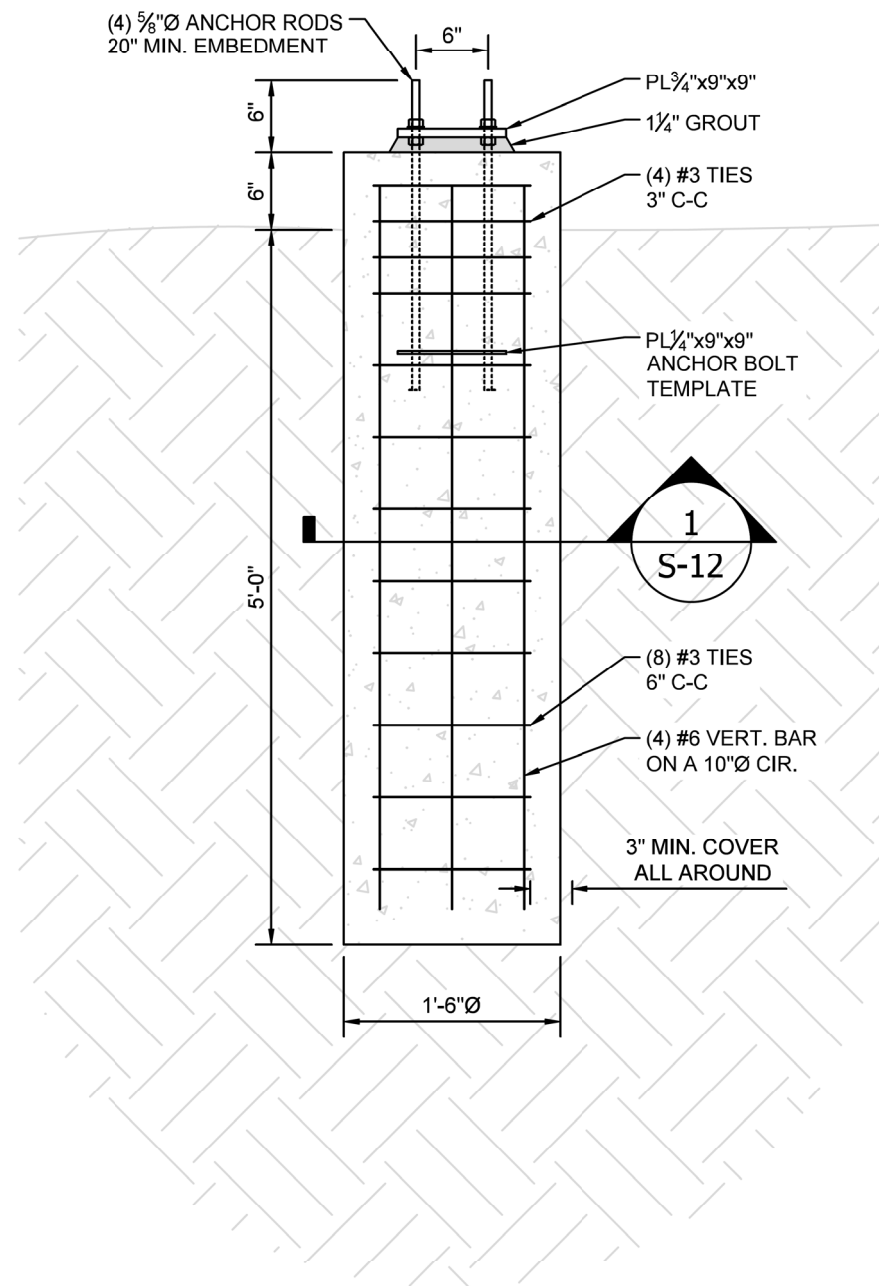 (4) ⅝"Ø ANCHOR RODS
20" MIN. EMBEDMENT
6"
PL¾"x9"x9"
1¼" GROUT
6"
6"
(4) #3 TIES
3" C-C
PL¼"x9"x9"
ANCHOR BOLT
TEMPLATE
1
S-12
5'-0"
(8) #3 TIES
6" C-C
(4) #6 VERT. BAR
ON A 10"Ø CIR.
3" MIN. COVER
ALL AROUND
1'-6"Ø